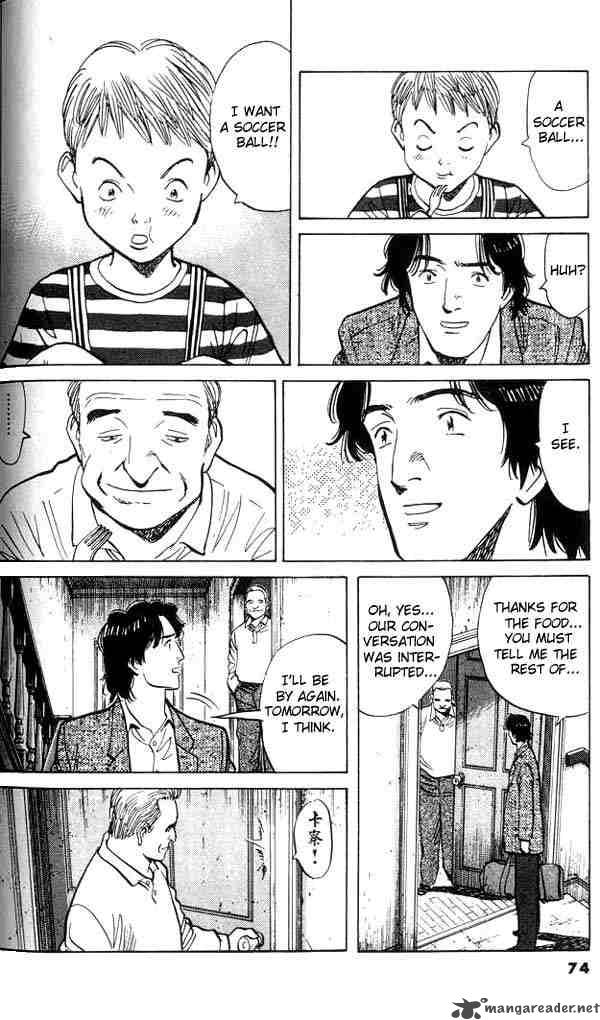 A
SOCCER
BALL...
I WANT
A SOCCER
BALL!!
HUH?
I
SEE.
........
THANKS FOR
THE FOOD...
YOU MUST
TELL ME THE
REST OF...
OH, YES...
OUR CON-
VERSATION
WAS INTER-
RUPTED...
I'LL BE
BY AGAIN.
TOMORROW,
I THINK.
卡察!
74
mangareader.net